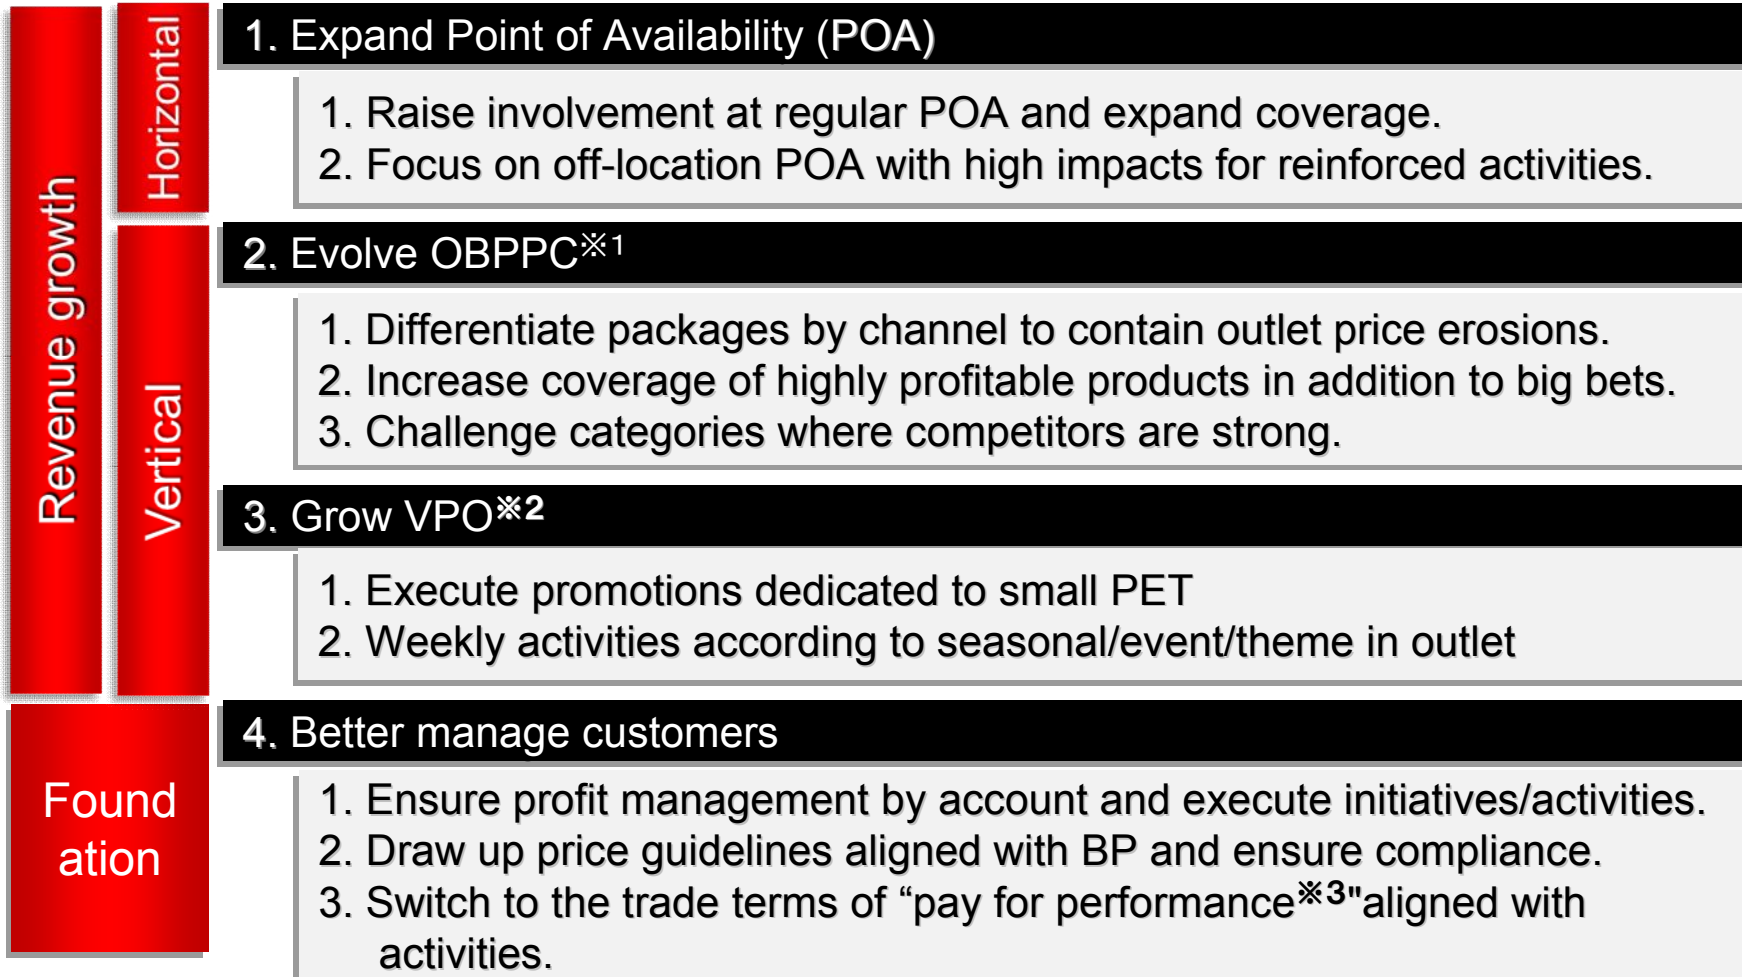 Revenue growth
Horizontal
1. Expand Point of Availability (POA)
1. Raise involvement at regular POA and expand coverage.
2. Focus on off-location POA with high impacts for reinforced activities.
Vertical
2. Evolve OBPPC※1
1. Differentiate packages by channel to contain outlet price erosions.
2. Increase coverage of highly profitable products in addition to big bets.
3. Challenge categories where competitors are strong.
3. Grow VPO※2
1. Execute promotions dedicated to small PET
2. Weekly activities according to seasonal/event/theme in outlet
Found
ation
4. Better manage customers
1. Ensure profit management by account and execute initiatives/activities.
2. Draw up price guidelines aligned with BP and ensure compliance.
3. Switch to the trade terms of “pay for performance※3"aligned with
activities.